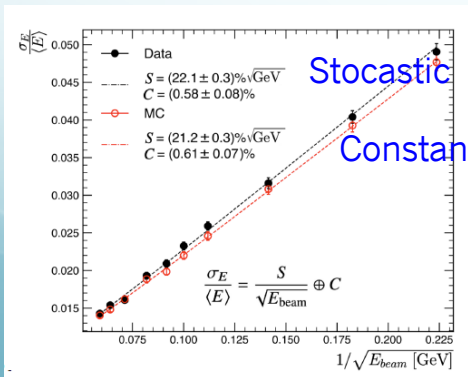 σ_E/⟨E⟩
0.050
0.045
0.040
0.035
0.030
0.025
0.020
0.015
Data
S = (22.1 ± 0.3)%√GeV
C = (0.58 ± 0.08)%
MC
S = (21.2 ± 0.3)%√GeV
C = (0.61 ± 0.07)%
Stocastic
Constan
σ_E/⟨E⟩ = S/√E_beam ⊕ C
0.075 0.100 0.125 0.150 0.175 0.200 0.225
1/√E_beam [GeV]